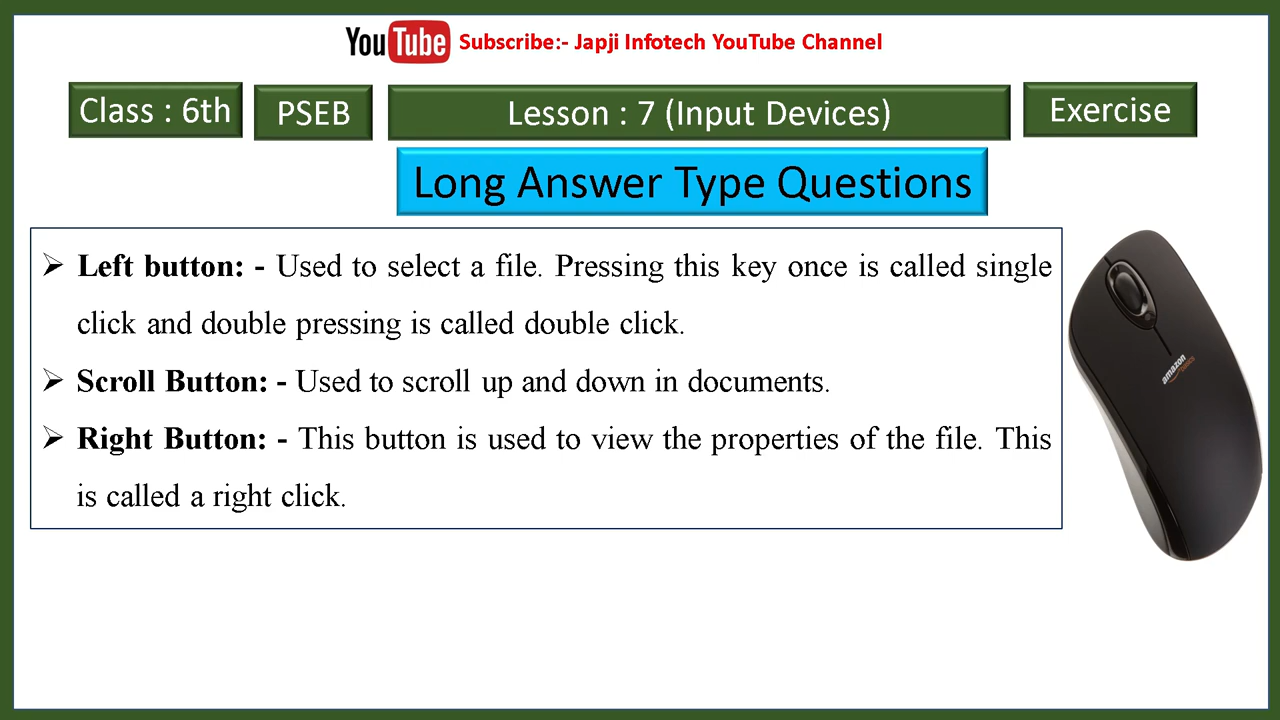 YouTube Subscribe:- Japji Infotech YouTube Channel
Class : 6th PSEB Lesson : 7 (Input Devices) Exercise
Long Answer Type Questions
➢ Left button: - Used to select a file. Pressing this key once is called single
click and double pressing is called double click.
➢ Scroll Button: - Used to scroll up and down in documents.
➢ Right Button: - This button is used to view the properties of the file. This
is called a right click.
amazon
basics